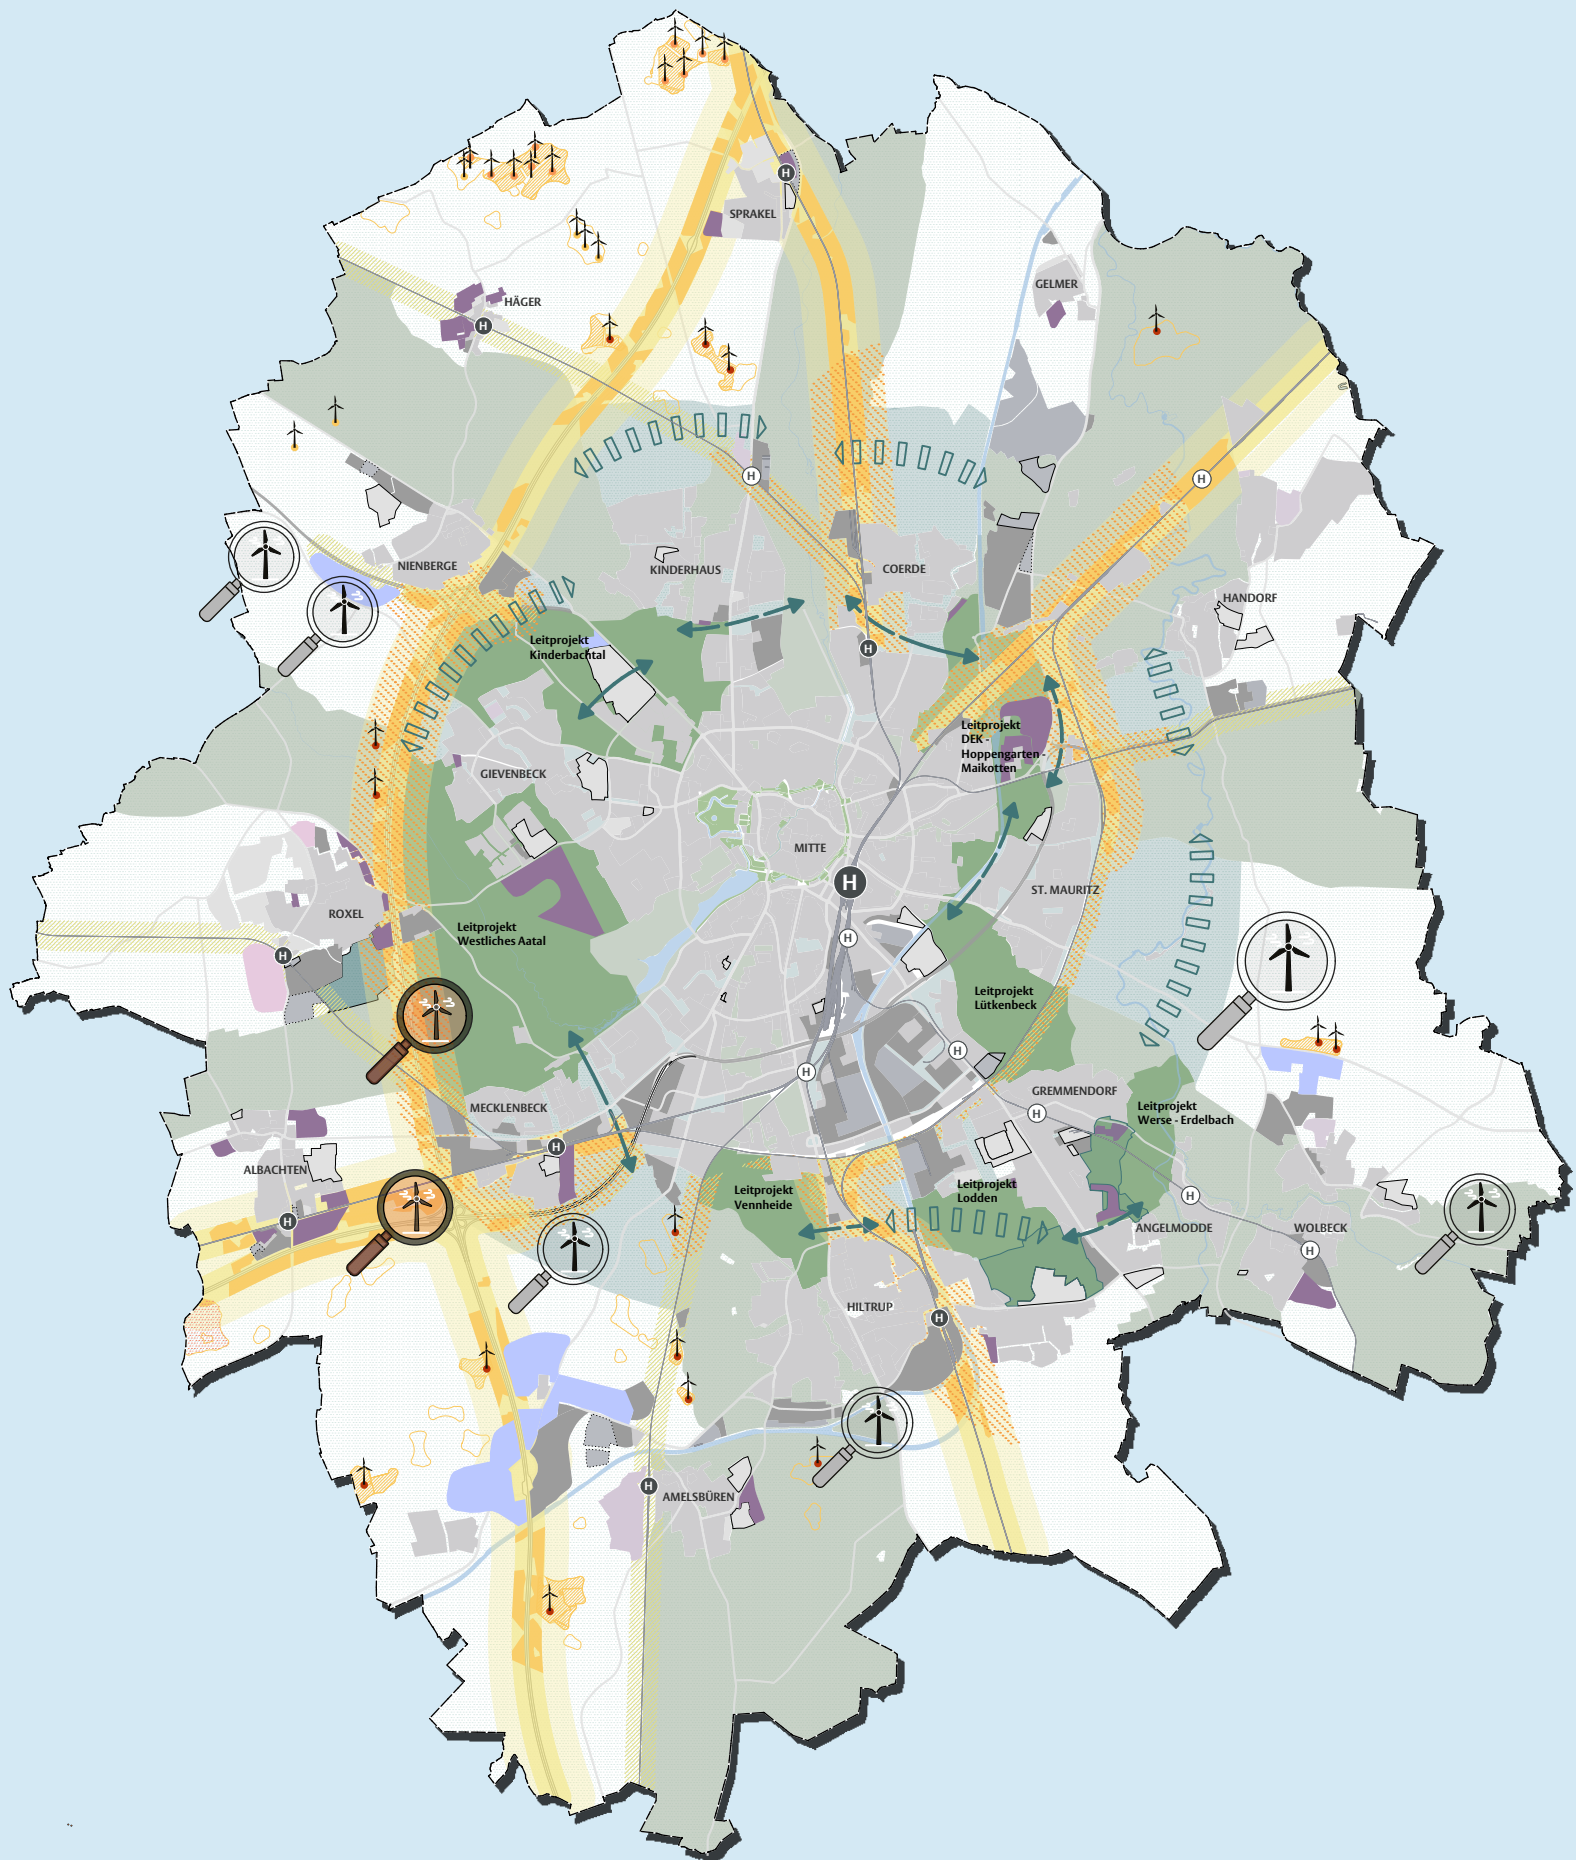 H
SPRAKEL
GELMER
HÄGER
H
H
H
NIENBERGE
KINDERHAUS
COERDE
HANDORF
Leitprojekt
Kinderbachtal
H
Leitprojekt
DEK -
Hoppengarten -
Maikotten
GIEVENBECK
MITTE
H
ST. MAURITZ
ROXEL
Leitprojekt
Westliches Aatal
H
H
Leitprojekt
Lütkenbeck
H
H
GREMMENDORF
MECKLENBECK
H
Leitprojekt
Werse - Erdelbach
H
ALBACHTEN
Leitprojekt
Vennheide
Leitprojekt
Lodden
H
H
ANGELMODDE
WOLBECK
H
HILTRUP
H
H
AMELSBÜREN